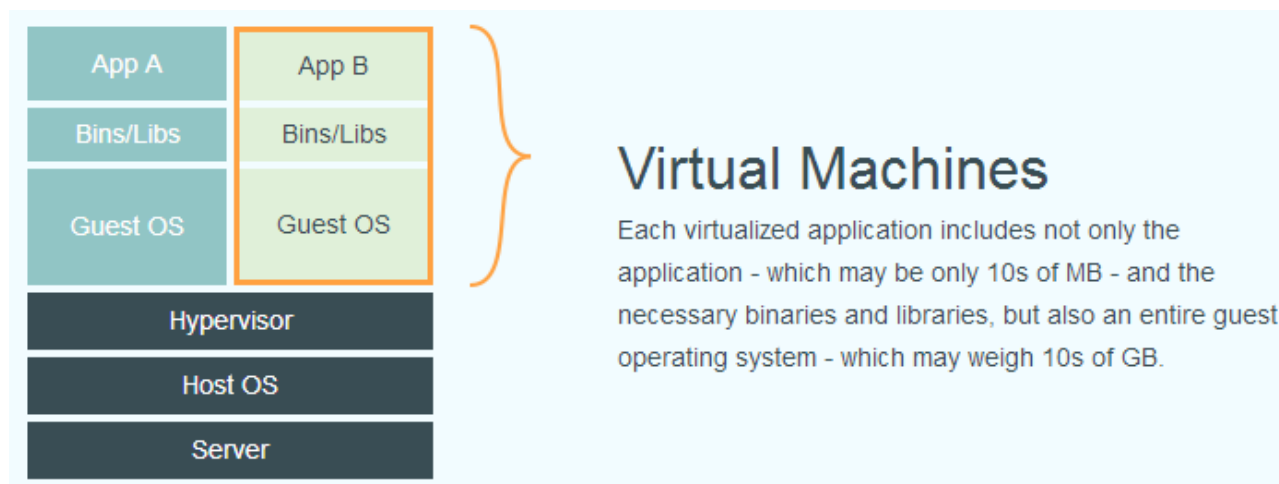 App A
App B
Bins/Libs
Bins/Libs
Guest OS
Guest OS
Hypervisor
Host OS
Server
Virtual Machines
Each virtualized application includes not only the
application - which may be only 10s of MB - and the
necessary binaries and libraries, but also an entire guest
operating system - which may weigh 10s of GB.